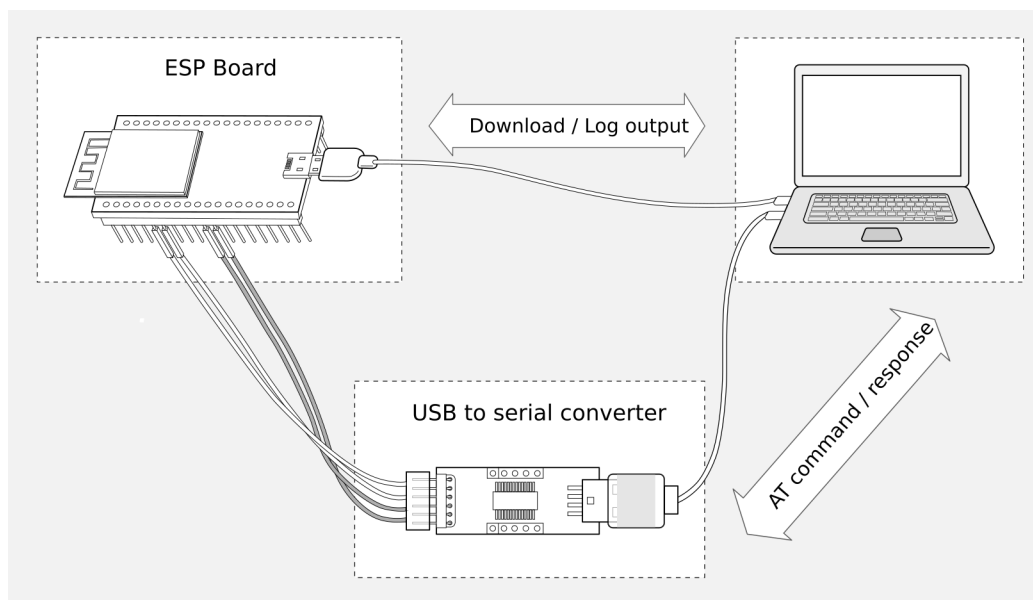 ESP Board
Download / Log output
USB to serial converter
AT command / response